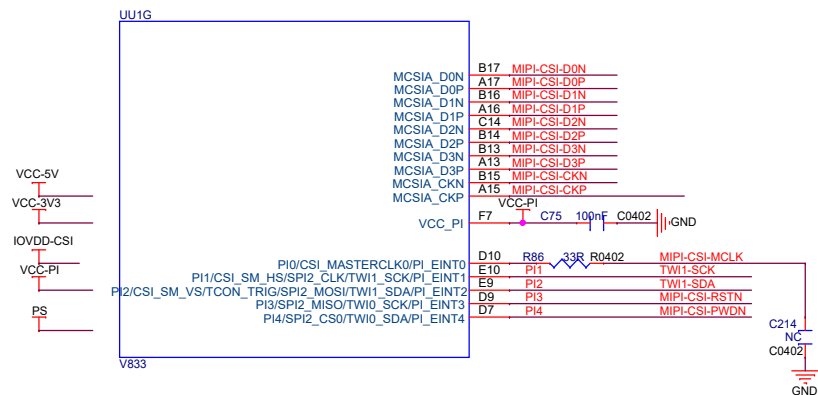 UU1G
MCSIA_D0N B17 MIPI-CSI-D0N
MCSIA_D0P A17 MIPI-CSI-D0P
MCSIA_D1N B16 MIPI-CSI-D1N
MCSIA_D1P A16 MIPI-CSI-D1P
MCSIA_D2N C14 MIPI-CSI-D2N
MCSIA_D2P B14 MIPI-CSI-D2P
MCSIA_D3N B13 MIPI-CSI-D3N
MCSIA_D3P A13 MIPI-CSI-D3P
MCSIA_CKN B15 MIPI-CSI-CKN
MCSIA_CKP A15 MIPI-CSI-CKP
VCC-5V
VCC-3V3
VCC-PI
VCC_PI F7 C75 100nF C0402 GND
IOVDD-CSI
VCC-PI
PI0/CSI_MASTERCLK0/PI_EINT0 D10 R86 33R R0402 MIPI-CSI-MCLK
PI1/CSI_SM_HS/SPI2_CLK/TWI1_SCK/PI_EINT1 E10 PI1 TWI1-SCK
PI2/CSI_SM_VS/TCON_TRIG/SPI2_MOSI/TWI1_SDA/PI_EINT2 E9 PI2 TWI1-SDA
PI3/SPI2_MISO/TWI0_SCK/PI_EINT3 D9 PI3 MIPI-CSI-RSTN
PI4/SPI2_CS0/TWI0_SDA/PI_EINT4 D7 PI4 MIPI-CSI-PWDN
PS
C214
NC
C0402
GND
V833